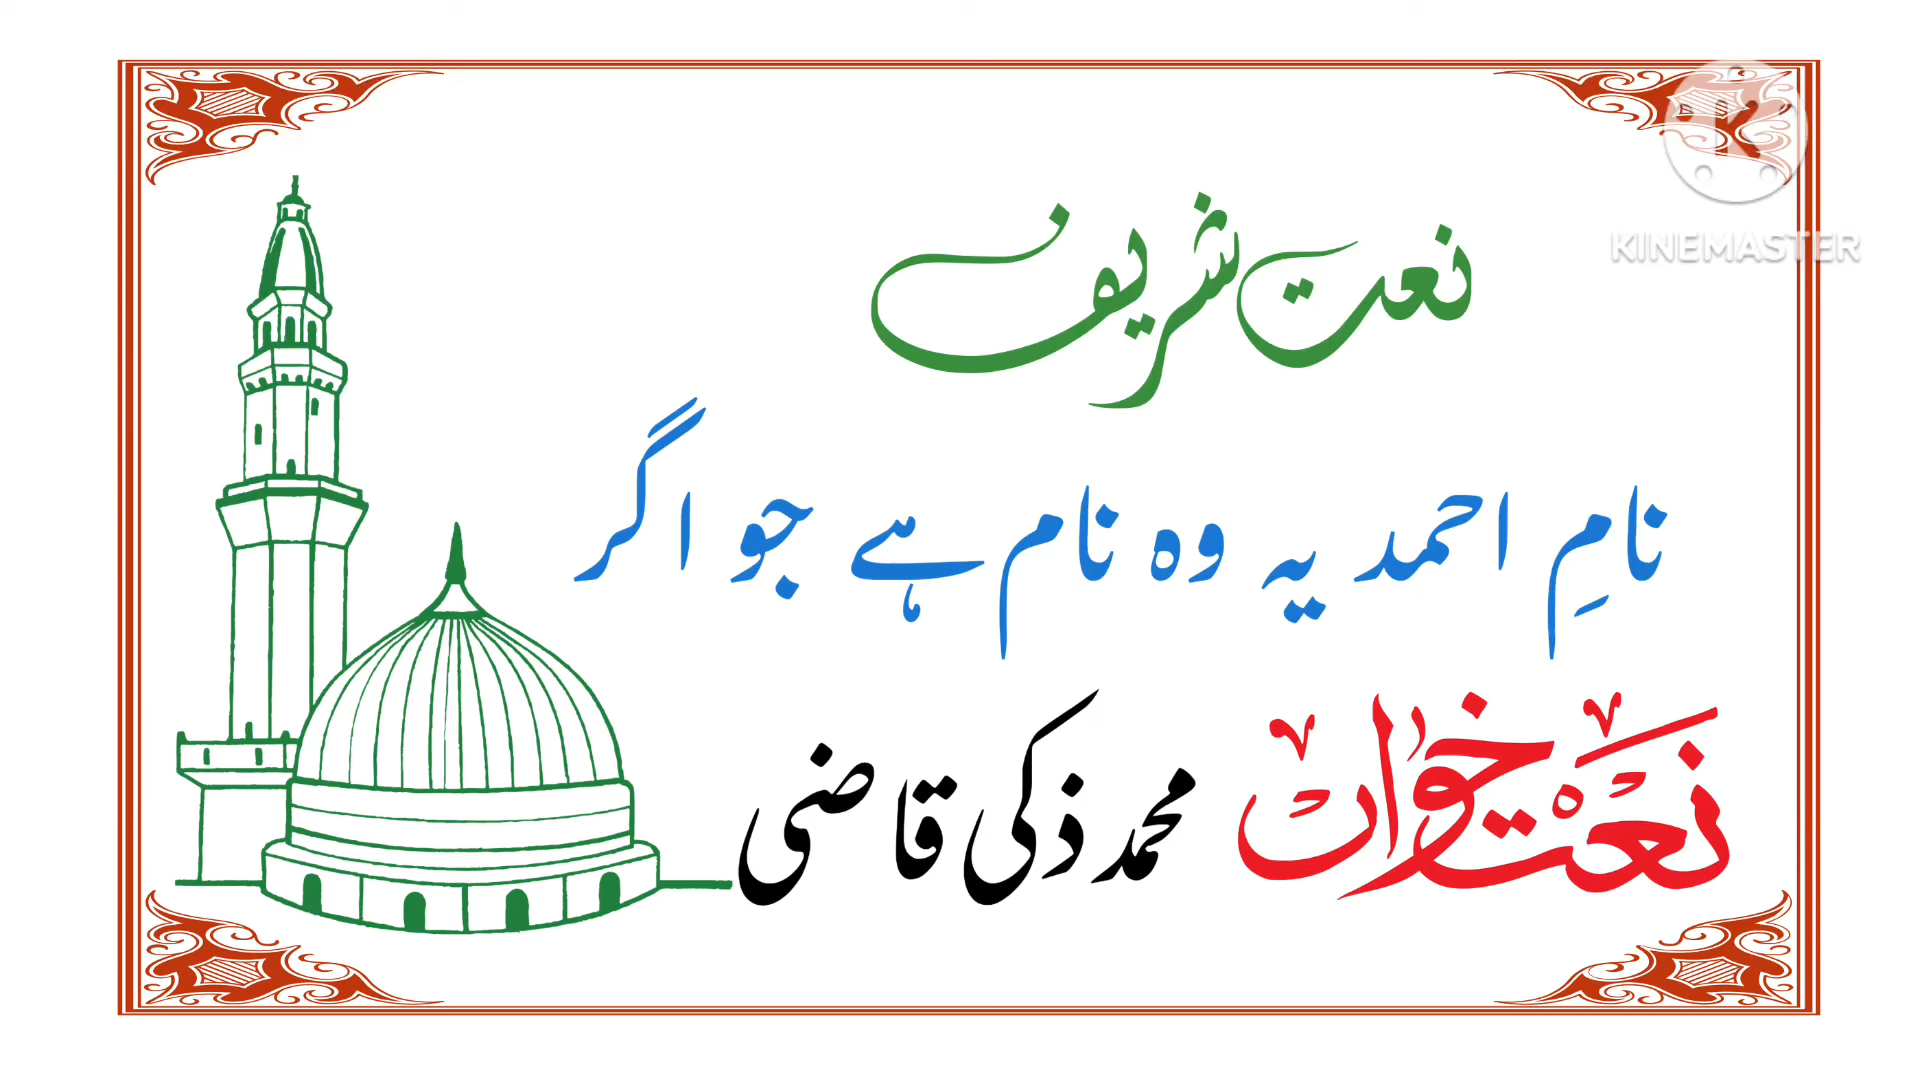 نعت شریف
نامِ احمد یہ وہ نام ہے جو اگر
نعت خواں محمد ذکی قاضی
KINEMASTER